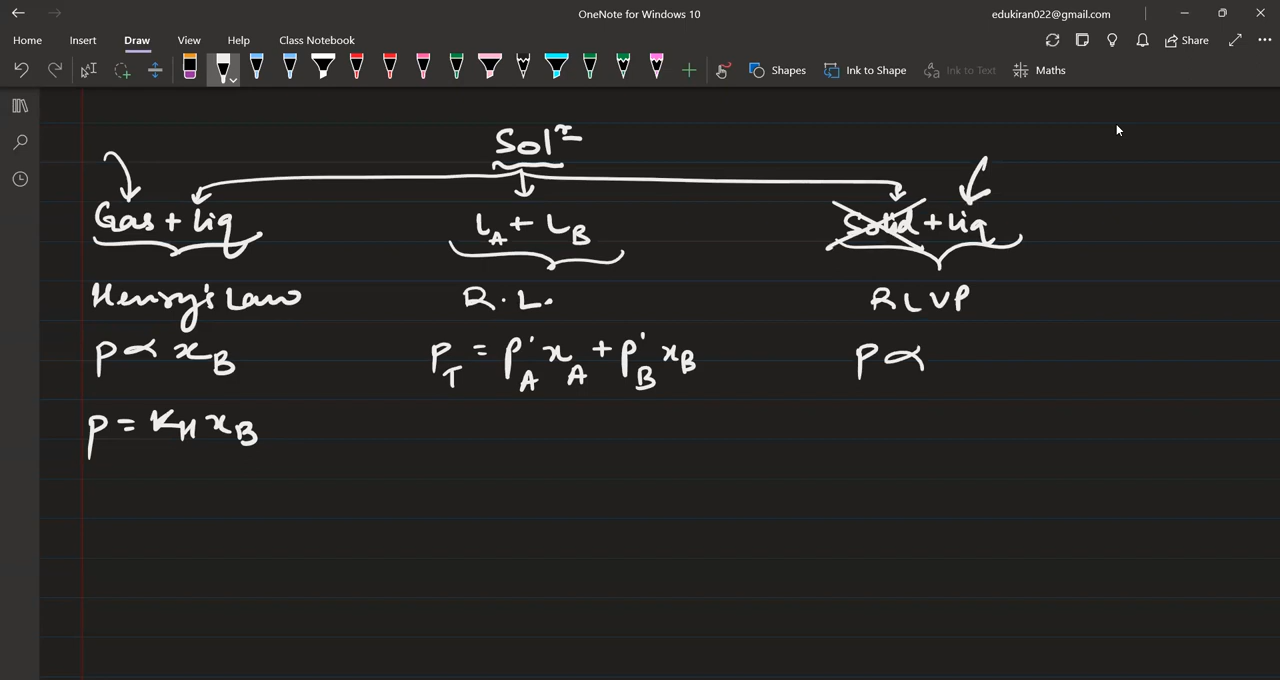 OneNote for Windows 10
edukiran022@gmail.com
Home Insert Draw View Help Class Notebook
Share
Shapes Ink to Shape Ink to Text Maths
Sol
Gas + Liq L_A + L_B Solid + Liq
Henry's Law R. L. RLVP
p ∝ x_B P_T = P°_A x_A + P°_B x_B P ∝
p = K_H x_B